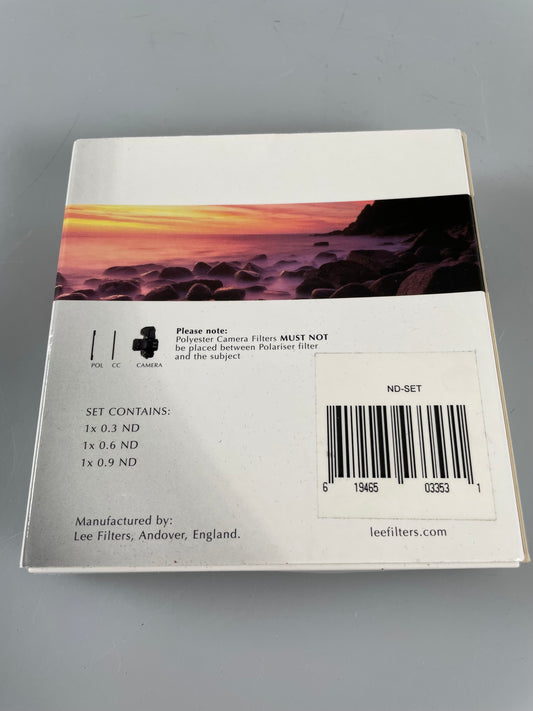 Please note:
Polyester Camera Filters MUST NOT
be placed between Polariser filter
and the subject
POL CC CAMERA
SET CONTAINS:
1x 0.3 ND
1x 0.6 ND
1x 0.9 ND
ND-SET
6 19465 03353 1
Manufactured by:
Lee Filters, Andover, England.
leefilters.com